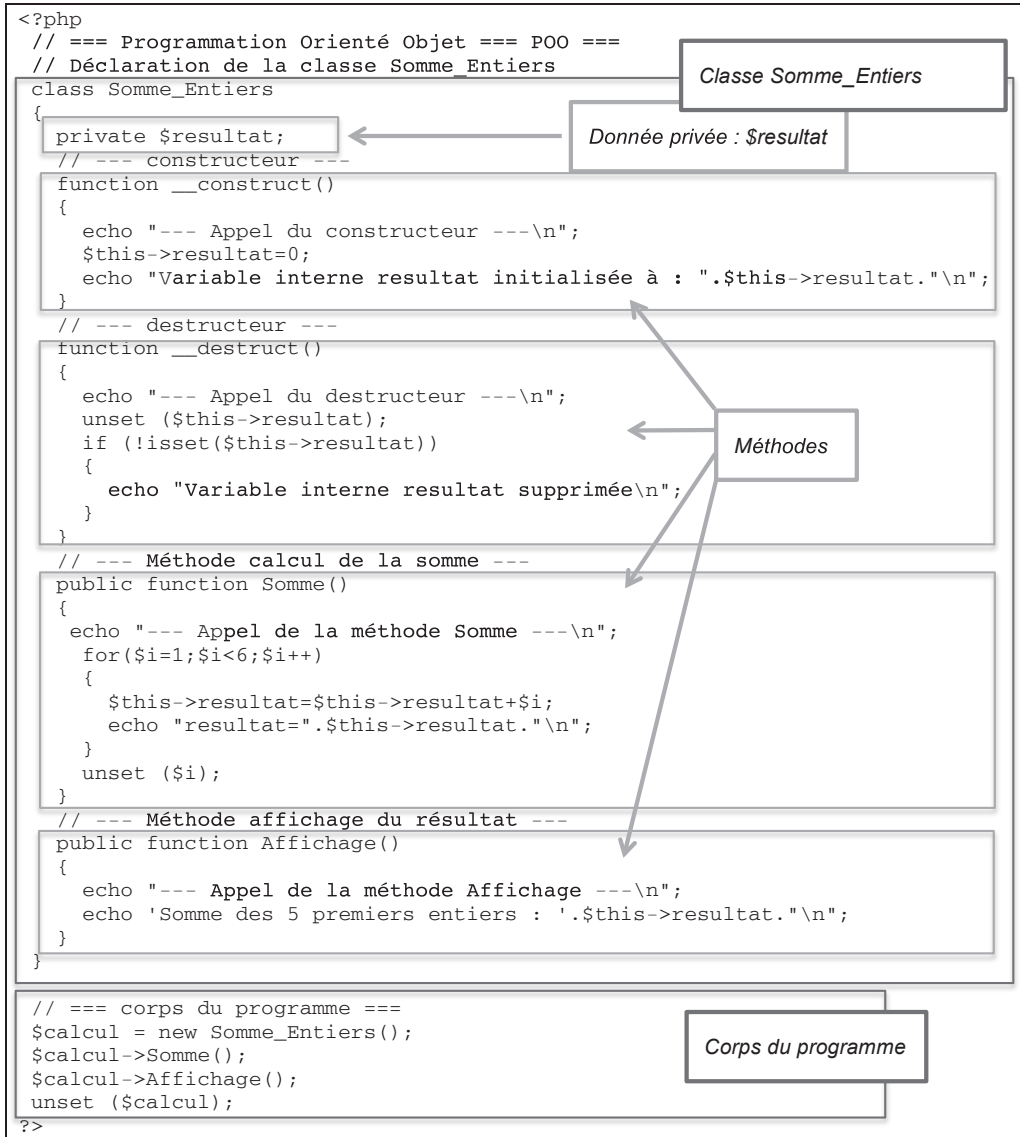 <?php
// === Programmation Orienté Objet === POO ===
// Déclaration de la classe Somme_Entiers
Classe Somme_Entiers
class Somme_Entiers
{
private $resultat;
Donnée privée : $resultat
// --- constructeur ---
function __construct()
{
echo "--- Appel du constructeur ---\n";
$this->resultat=0;
echo "Variable interne resultat initialisée à : ".$this->resultat."\n";
}
// --- destructeur ---
function __destruct()
{
echo "--- Appel du destructeur ---\n";
unset ($this->resultat);
if (!isset($this->resultat))
Méthodes
{
echo "Variable interne resultat supprimée\n";
}
}
// --- Méthode calcul de la somme ---
public function Somme()
{
echo "--- Appel de la méthode Somme ---\n";
for($i=1;$i<6;$i++)
{
$this->resultat=$this->resultat+$i;
echo "resultat=".$this->resultat."\n";
}
unset ($i);
}
// --- Méthode affichage du résultat ---
public function Affichage()
{
echo "--- Appel de la méthode Affichage ---\n";
echo 'Somme des 5 premiers entiers : '.$this->resultat."\n";
}
}
// === corps du programme ===
$calcul = new Somme_Entiers();
$calcul->Somme();
Corps du programme
$calcul->Affichage();
unset ($calcul);
?>